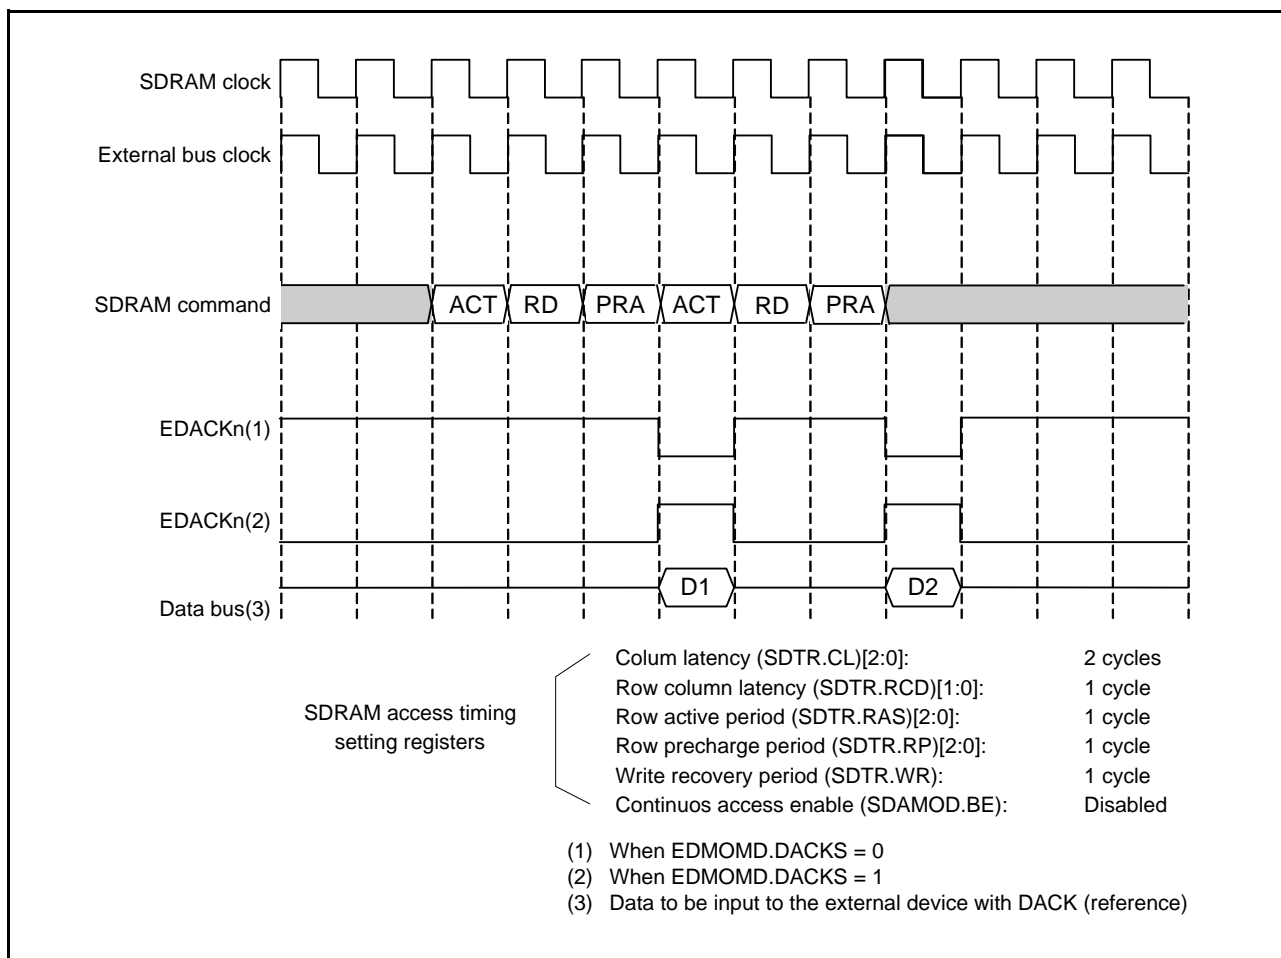 SDRAM clock
External bus clock
SDRAM command
ACT RD PRA ACT RD PRA
EDACKn(1)
EDACKn(2)
Data bus(3)
D1 D2
SDRAM access timing
setting registers
Colum latency (SDTR.CL)[2:0]: 2 cycles
Row column latency (SDTR.RCD)[1:0]: 1 cycle
Row active period (SDTR.RAS)[2:0]: 1 cycle
Row precharge period (SDTR.RP)[2:0]: 1 cycle
Write recovery period (SDTR.WR): 1 cycle
Continuos access enable (SDAMOD.BE): Disabled
(1) When EDMOMD.DACKS = 0
(2) When EDMOMD.DACKS = 1
(3) Data to be input to the external device with DACK (reference)